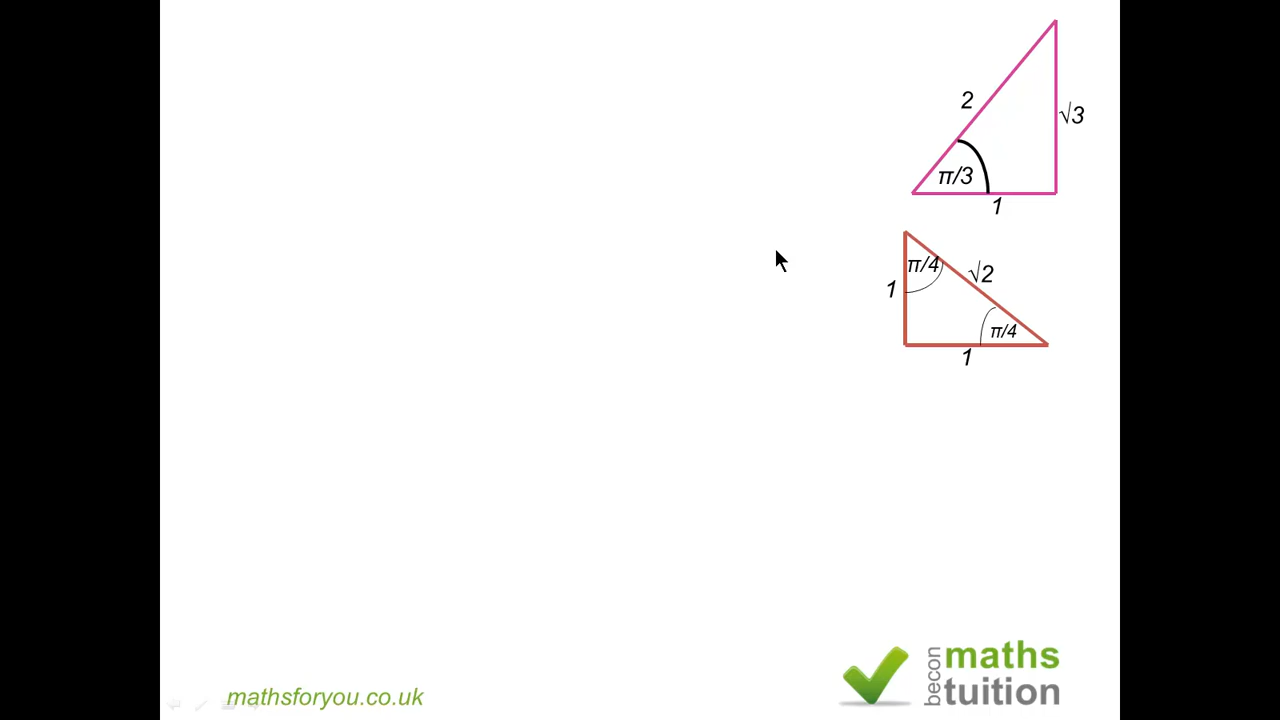 2
√3
π/3
1
π/4
√2
1
π/4
1
mathsforyou.co.uk
becon
maths
tuition